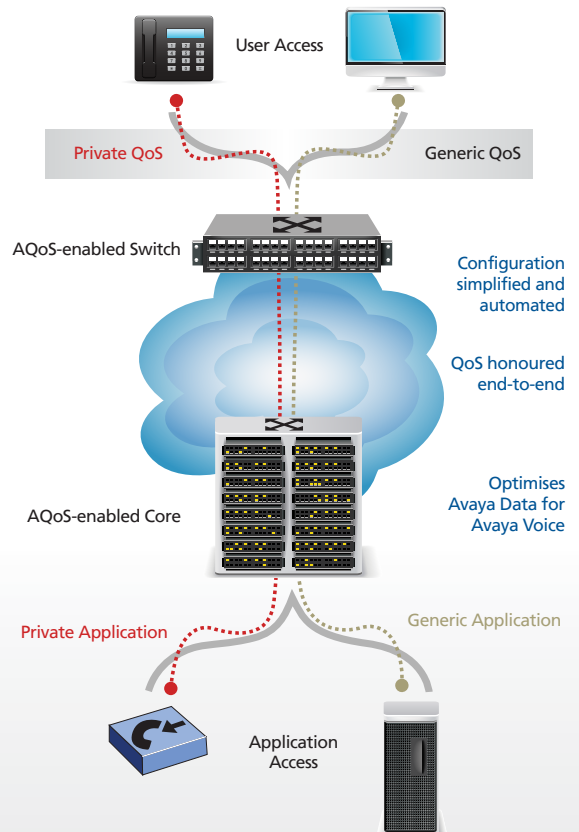 User Access
Private QoS
Generic QoS
AQoS-enabled Switch
Configuration
simplified and
automated
QoS honoured
end-to-end
AQoS-enabled Core
Optimises
Avaya Data for
Avaya Voice
Private Application
Generic Application
Application
Access